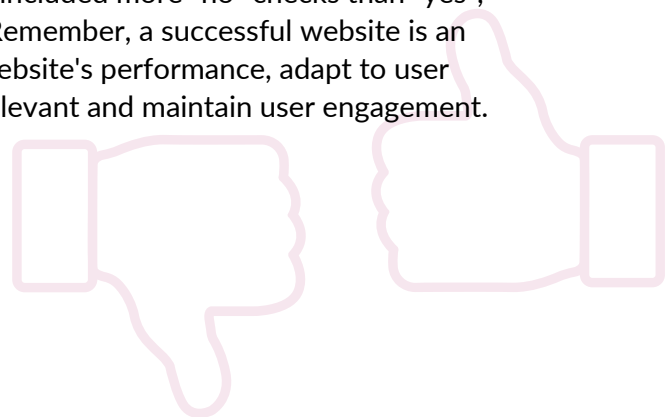 included more "no" checks than "yes",
Remember, a successful website is an
ebsite's performance, adapt to user
levant and maintain user engagement.